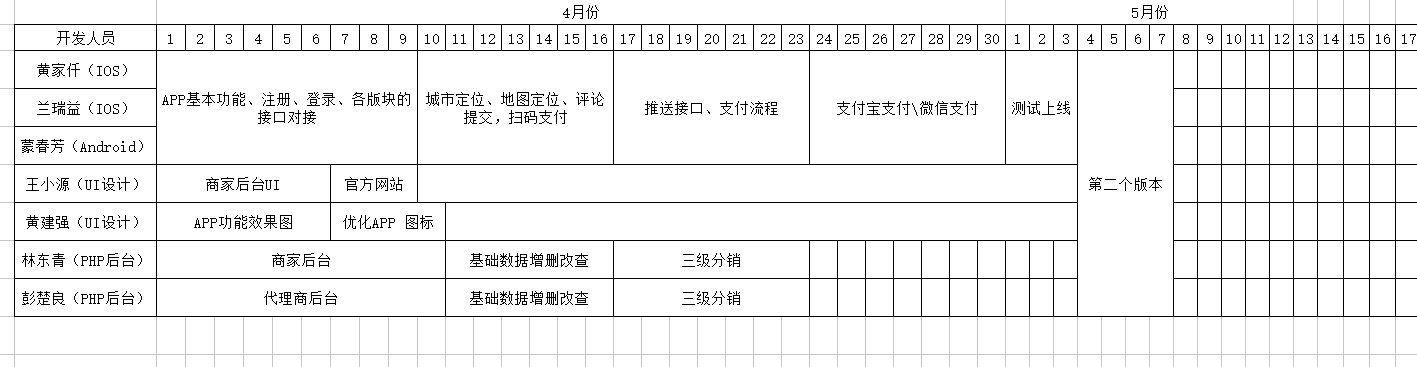 4月份 5月份
开发人员 1 2 3 4 5 6 7 8 9 10 11 12 13 14 15 16 17 18 19 20 21 22 23 24 25 26 27 28 29 30 1 2 3 4 5 6 7 8 9 10 11 12 13 14 15 16 17
黄家仟（IOS）
兰瑞益（IOS）
蒙春芳（Android）
APP基本功能、注册、登录、各版块的
接口对接
城市定位、地图定位、评论
提交，扫码支付
推送接口、支付流程
支付宝支付\微信支付
测试上线
第二个版本
王小源（UI设计） 商家后台UI 官方网站
黄建强（UI设计） APP功能效果图 优化APP 图标
林东青（PHP后台） 商家后台 基础数据增删改查 三级分销
彭楚良（PHP后台） 代理商后台 基础数据增删改查 三级分销